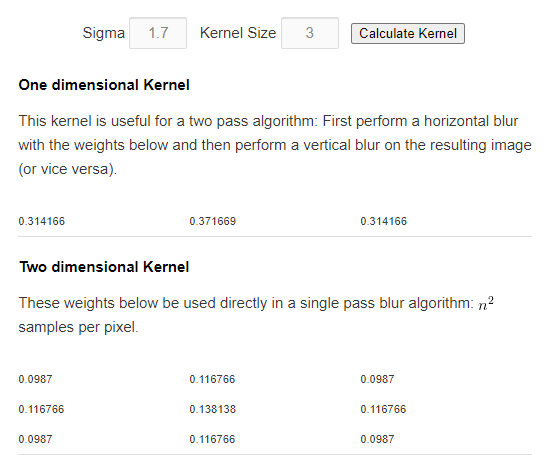 Sigma 1.7 Kernel Size 3 Calculate Kernel
One dimensional Kernel
This kernel is useful for a two pass algorithm: First perform a horizontal blur
with the weights below and then perform a vertical blur on the resulting image
(or vice versa).
0.314166 0.371669 0.314166
Two dimensional Kernel
These weights below be used directly in a single pass blur algorithm: n²
samples per pixel.
0.0987 0.116766 0.0987
0.116766 0.138138 0.116766
0.0987 0.116766 0.0987